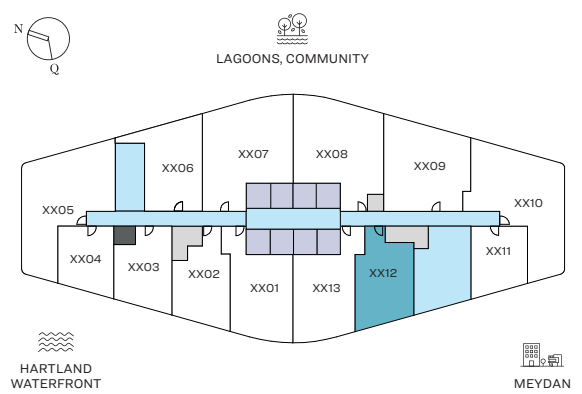 N
Q
LAGOONS, COMMUNITY
XX06
XX07
XX08
XX09
XX05
XX10
XX04
XX03
XX02
XX01
XX13
XX12
XX11
HARTLAND
WATERFRONT
MEYDAN